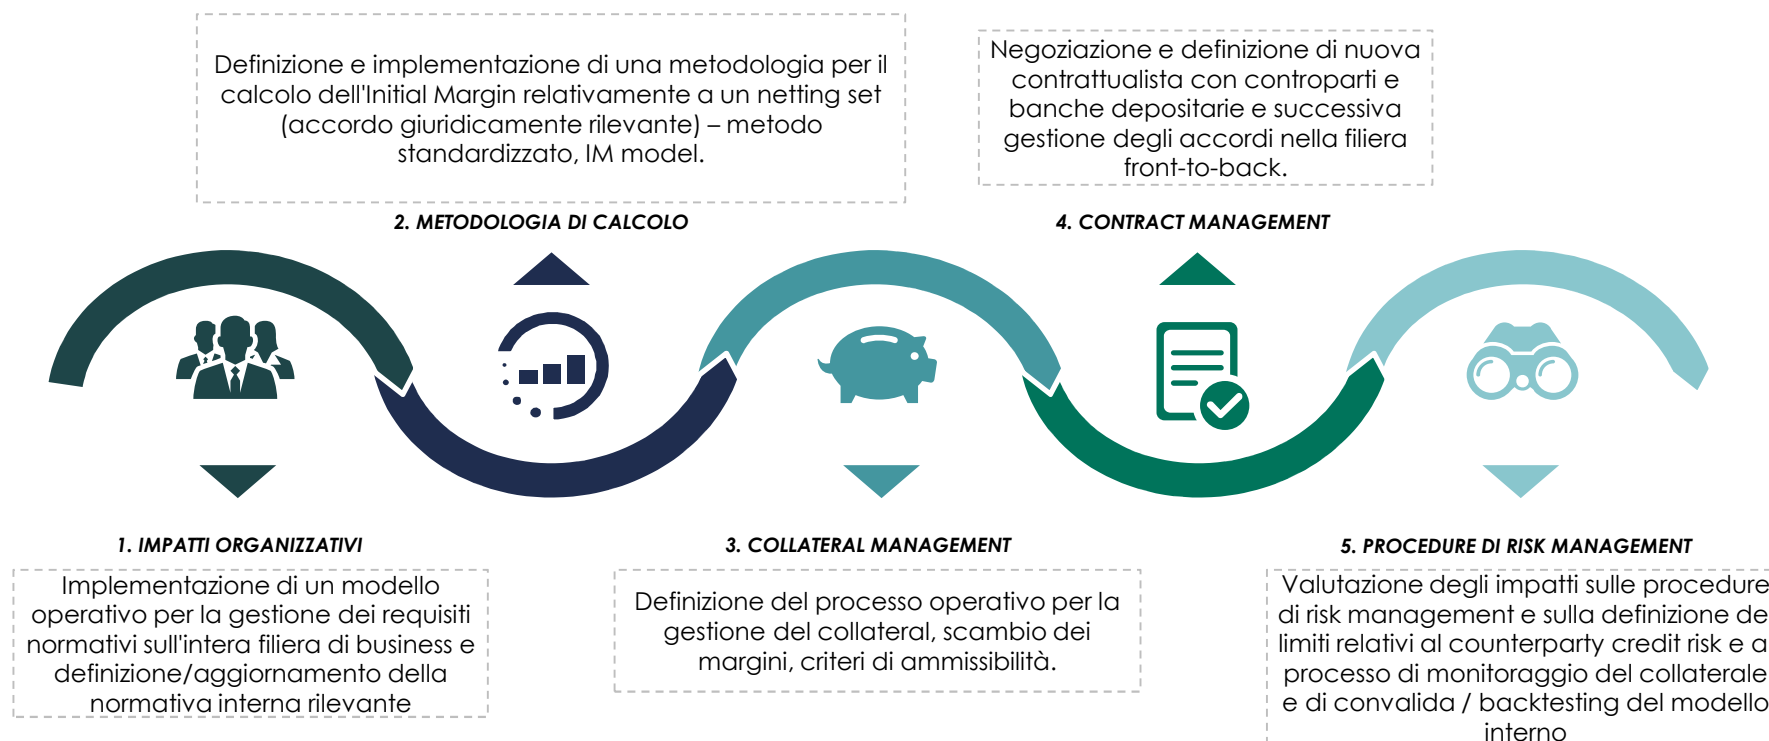 Definizione e implementazione di una metodologia per il
calcolo dell'Initial Margin relativamente a un netting set
(accordo giuridicamente rilevante) – metodo
standardizzato, IM model.
2. METODOLOGIA DI CALCOLO
Negoziazione e definizione di nuova
contrattualista con controparti e
banche depositarie e successiva
gestione degli accordi nella filiera
front-to-back.
4. CONTRACT MANAGEMENT
1. IMPATTI ORGANIZZATIVI
Implementazione di un modello
operativo per la gestione dei requisiti
normativi sull'intera filiera di business e
definizione/aggiornamento della
normativa interna rilevante
3. COLLATERAL MANAGEMENT
Definizione del processo operativo per la
gestione del collateral, scambio dei
margini, criteri di ammissibilità.
5. PROCEDURE DI RISK MANAGEMENT
Valutazione degli impatti sulle procedure
di risk management e sulla definizione de
limiti relativi al counterparty credit risk e a
processo di monitoraggio del collaterale
e di convalida / backtesting del modello
interno